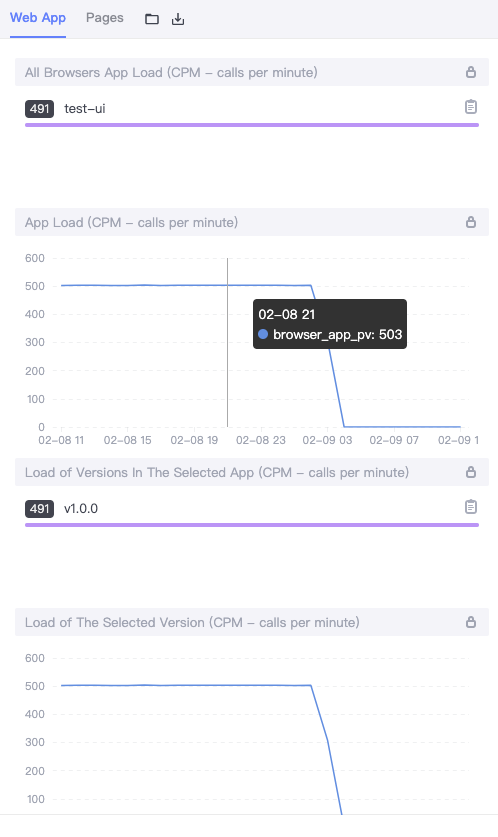 Web App Pages
All Browsers App Load (CPM – calls per minute)
491 test-ui
App Load (CPM – calls per minute)
600
500
400
02-08 21
browser_app_pv: 503
300
200
100
0
02-08 11 02-08 15 02-08 19 02-08 23 02-09 03 02-09 07 02-09 1
Load of Versions In The Selected App (CPM – calls per minute)
491 v1.0.0
Load of The Selected Version (CPM – calls per minute)
600
500
400
300
200
100